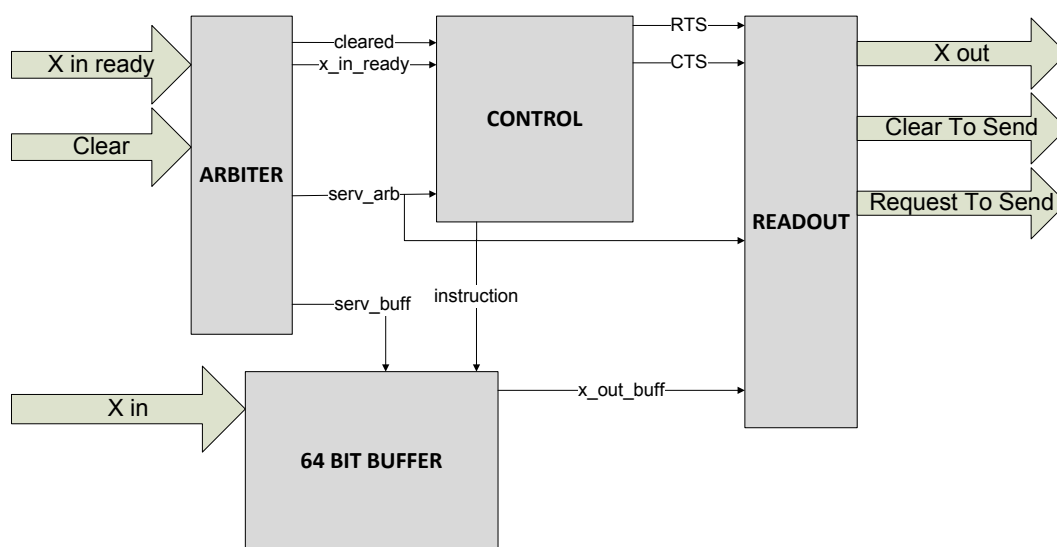 X in ready
Clear
ARBITER
cleared
x_in_ready
serv_arb
serv_buff
CONTROL
instruction
RTS
CTS
READOUT
X out
Clear To Send
Request To Send
X in
64 BIT BUFFER
x_out_buff